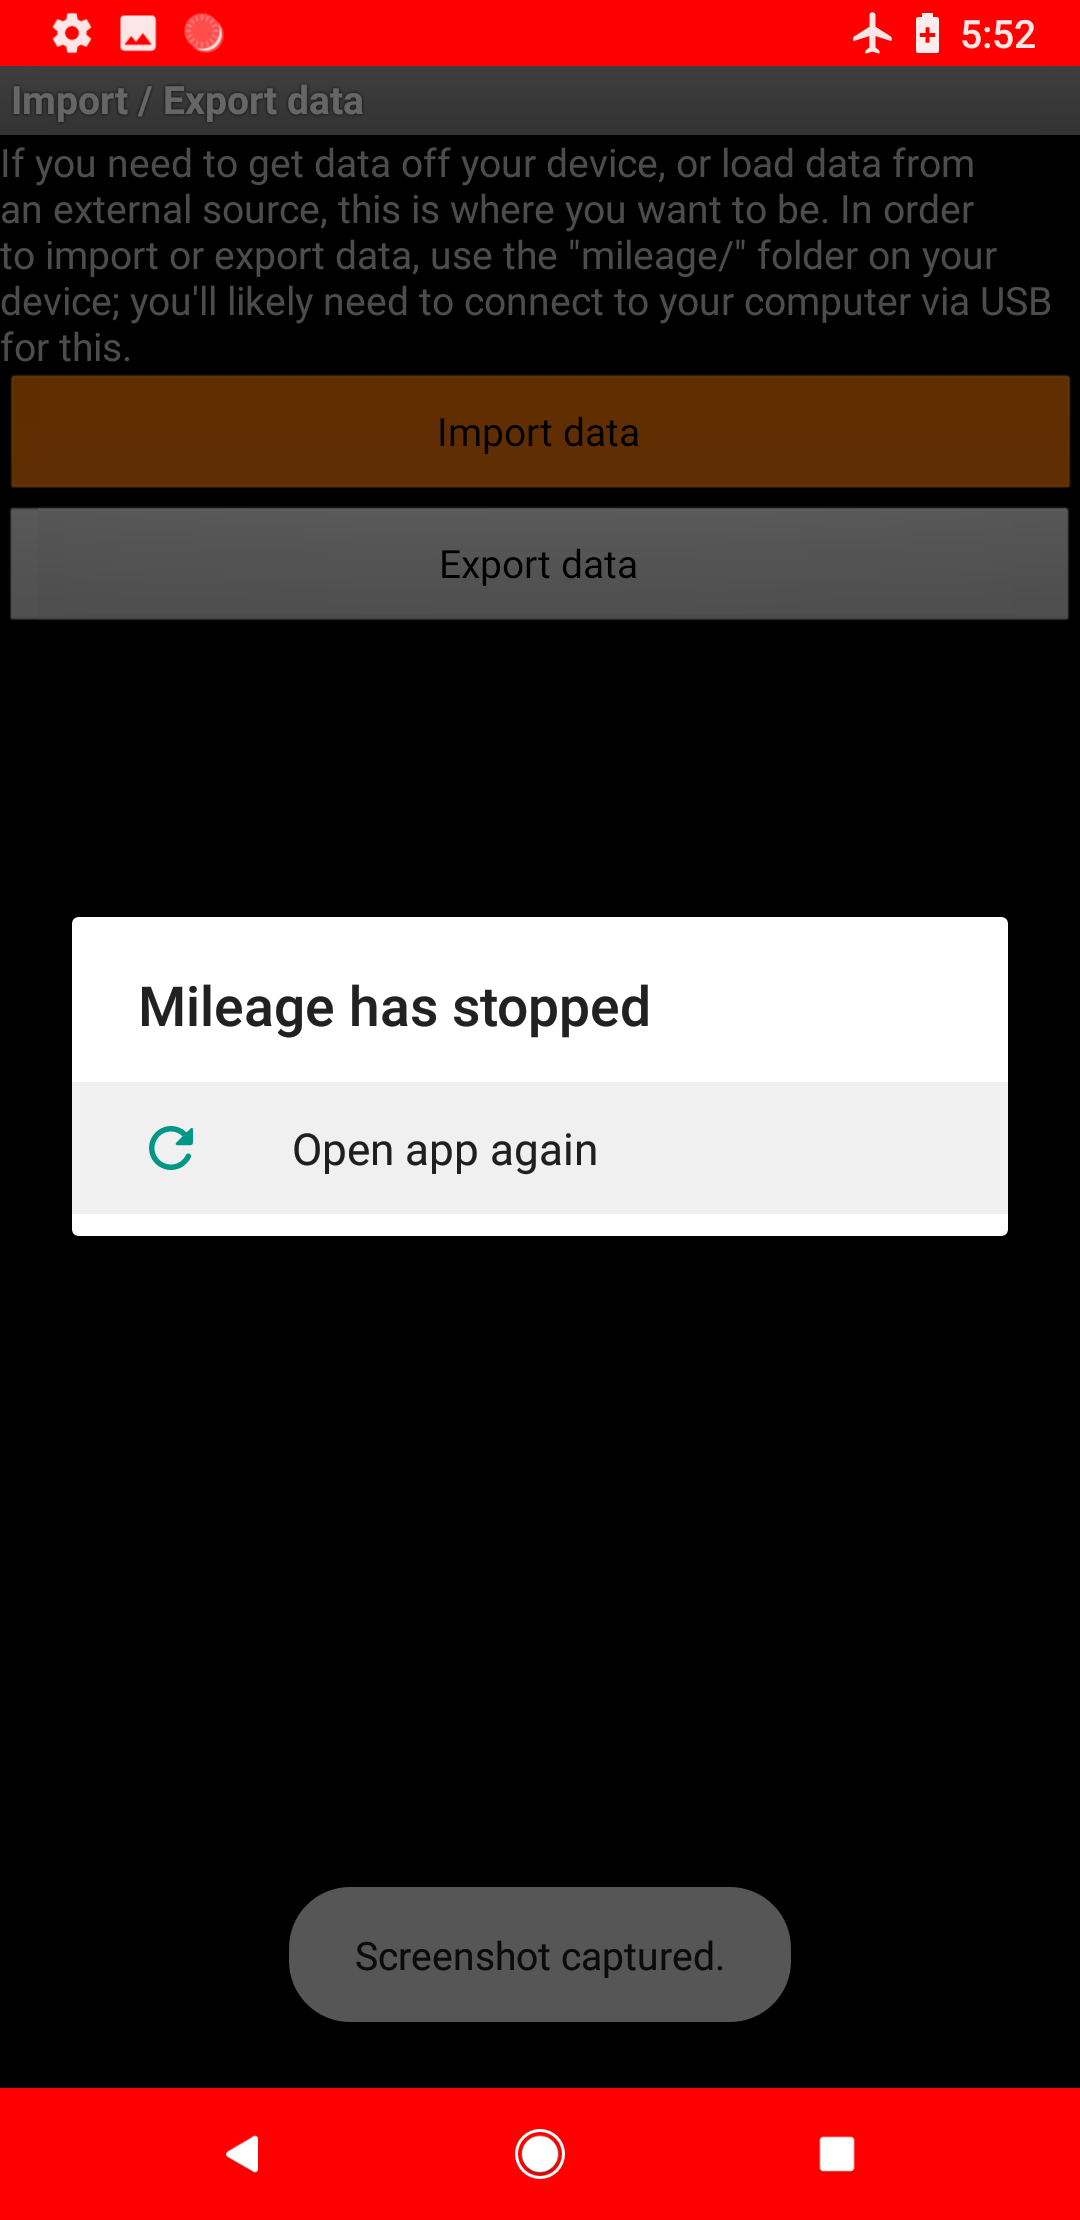 5:52
Import / Export data
If you need to get data off your device, or load data from
an external source, this is where you want to be. In order
to import or export data, use the "mileage/" folder on your
device; you'll likely need to connect to your computer via USB
for this.
Import data
Export data
Mileage has stopped
Open app again
Screenshot captured.